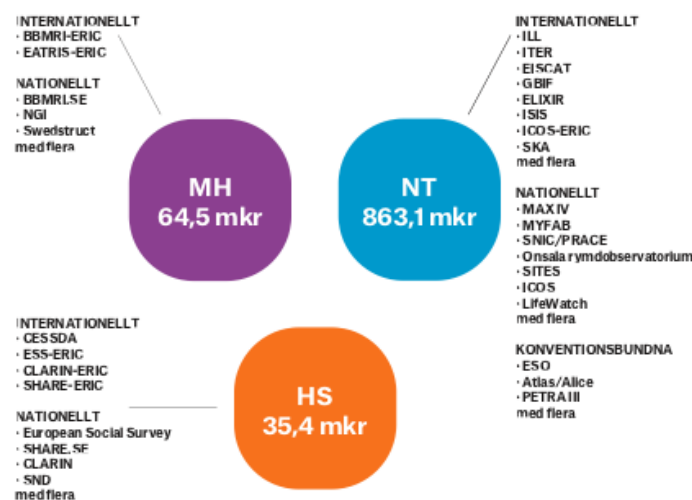 INTERNATIONELLT
· BBMRI-ERIC
· EATRIS-ERIC
NATIONELLT
· BBMRI.SE
· NGI
· Swedstruct
med flera
MH
64,5 mkr
NT
863,1 mkr
INTERNATIONELLT
· ILL
· ITER
· EISCAT
· GBIF
· ELIXIR
· ISIS
· ICOS-ERIC
· SKA
med flera
NATIONELLT
· MAX IV
· MYFAB
· SNIC/PRACE
· Onsala rymdobservatorium
· SITES
· ICOS
· LifeWatch
med flera
KONVENTIONSBUNDNA
· ESO
· Atlas/Alice
· PETRA III
med flera
INTERNATIONELLT
· CESSDA
· ESS-ERIC
· CLARIN-ERIC
· SHARE-ERIC
NATIONELLT
· European Social Survey
· SHARE.SE
· CLARIN
· SND
med flera
HS
35,4 mkr